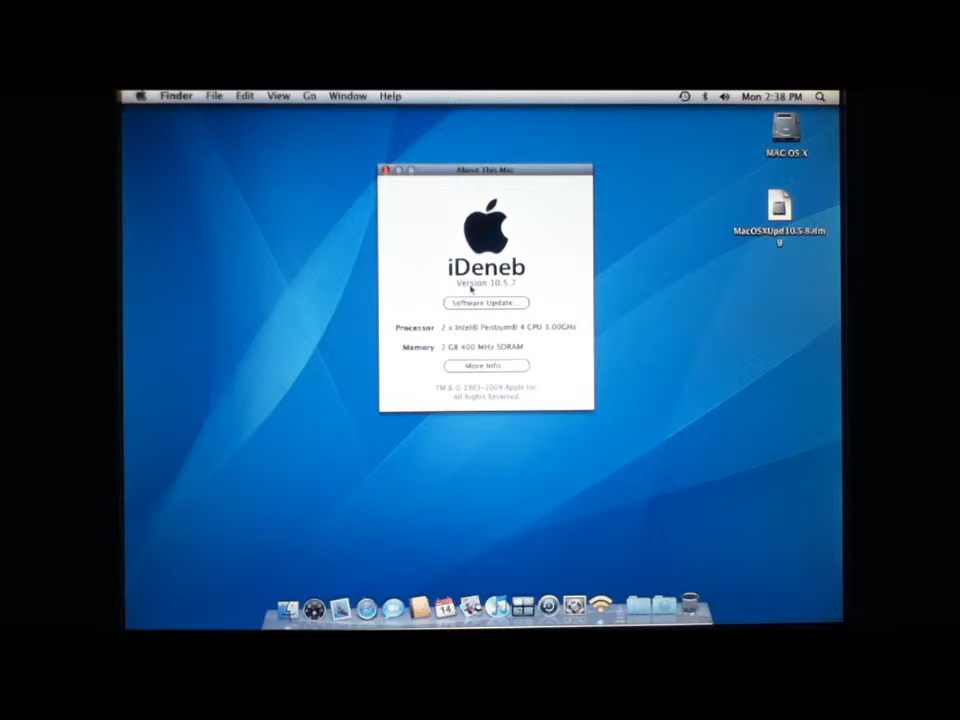 Finder File Edit View Go Window Help Mon 2:38 PM
MAC OS X
MacOSXUpd10.5.8.dm
g
About This Mac
iDeneb
Version 10.5.7
Software Update...
Processor 2 x Intel® Pentium® 4 CPU 3.00GHz
Memory 2 GB 400 MHz SDRAM
More Info...
TM & © 1983-2009 Apple Inc.
All Rights Reserved.
14